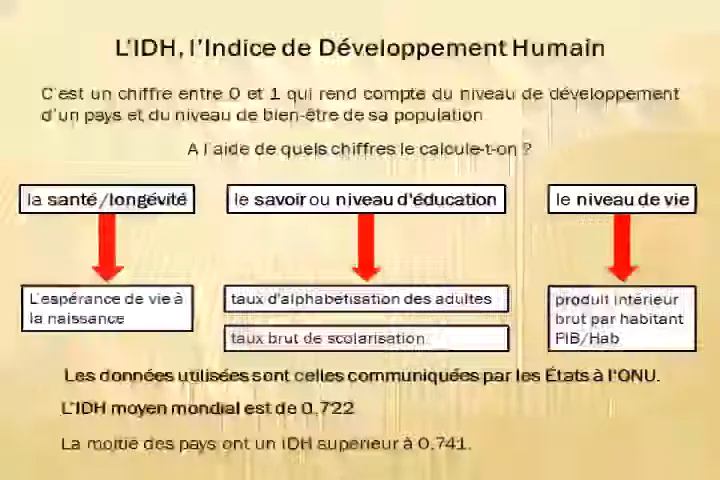 L'IDH, l'Indice de Développement Humain
C'est un chiffre entre 0 et 1 qui rend compte du niveau de développement
d'un pays et du niveau de bien-être de sa population
A l'aide de quels chiffres le calcule-t-on ?
la santé/longévité
le savoir ou niveau d'éducation
le niveau de vie
L'espérance de vie à
la naissance
taux d'alphabétisation des adultes
taux brut de scolarisation
produit intérieur
brut par habitant
PIB/Hab
Les données utilisées sont celles communiquées par les États à l'ONU.
L'IDH moyen mondial est de 0.722
La moitié des pays ont un IDH supérieur à 0.741.